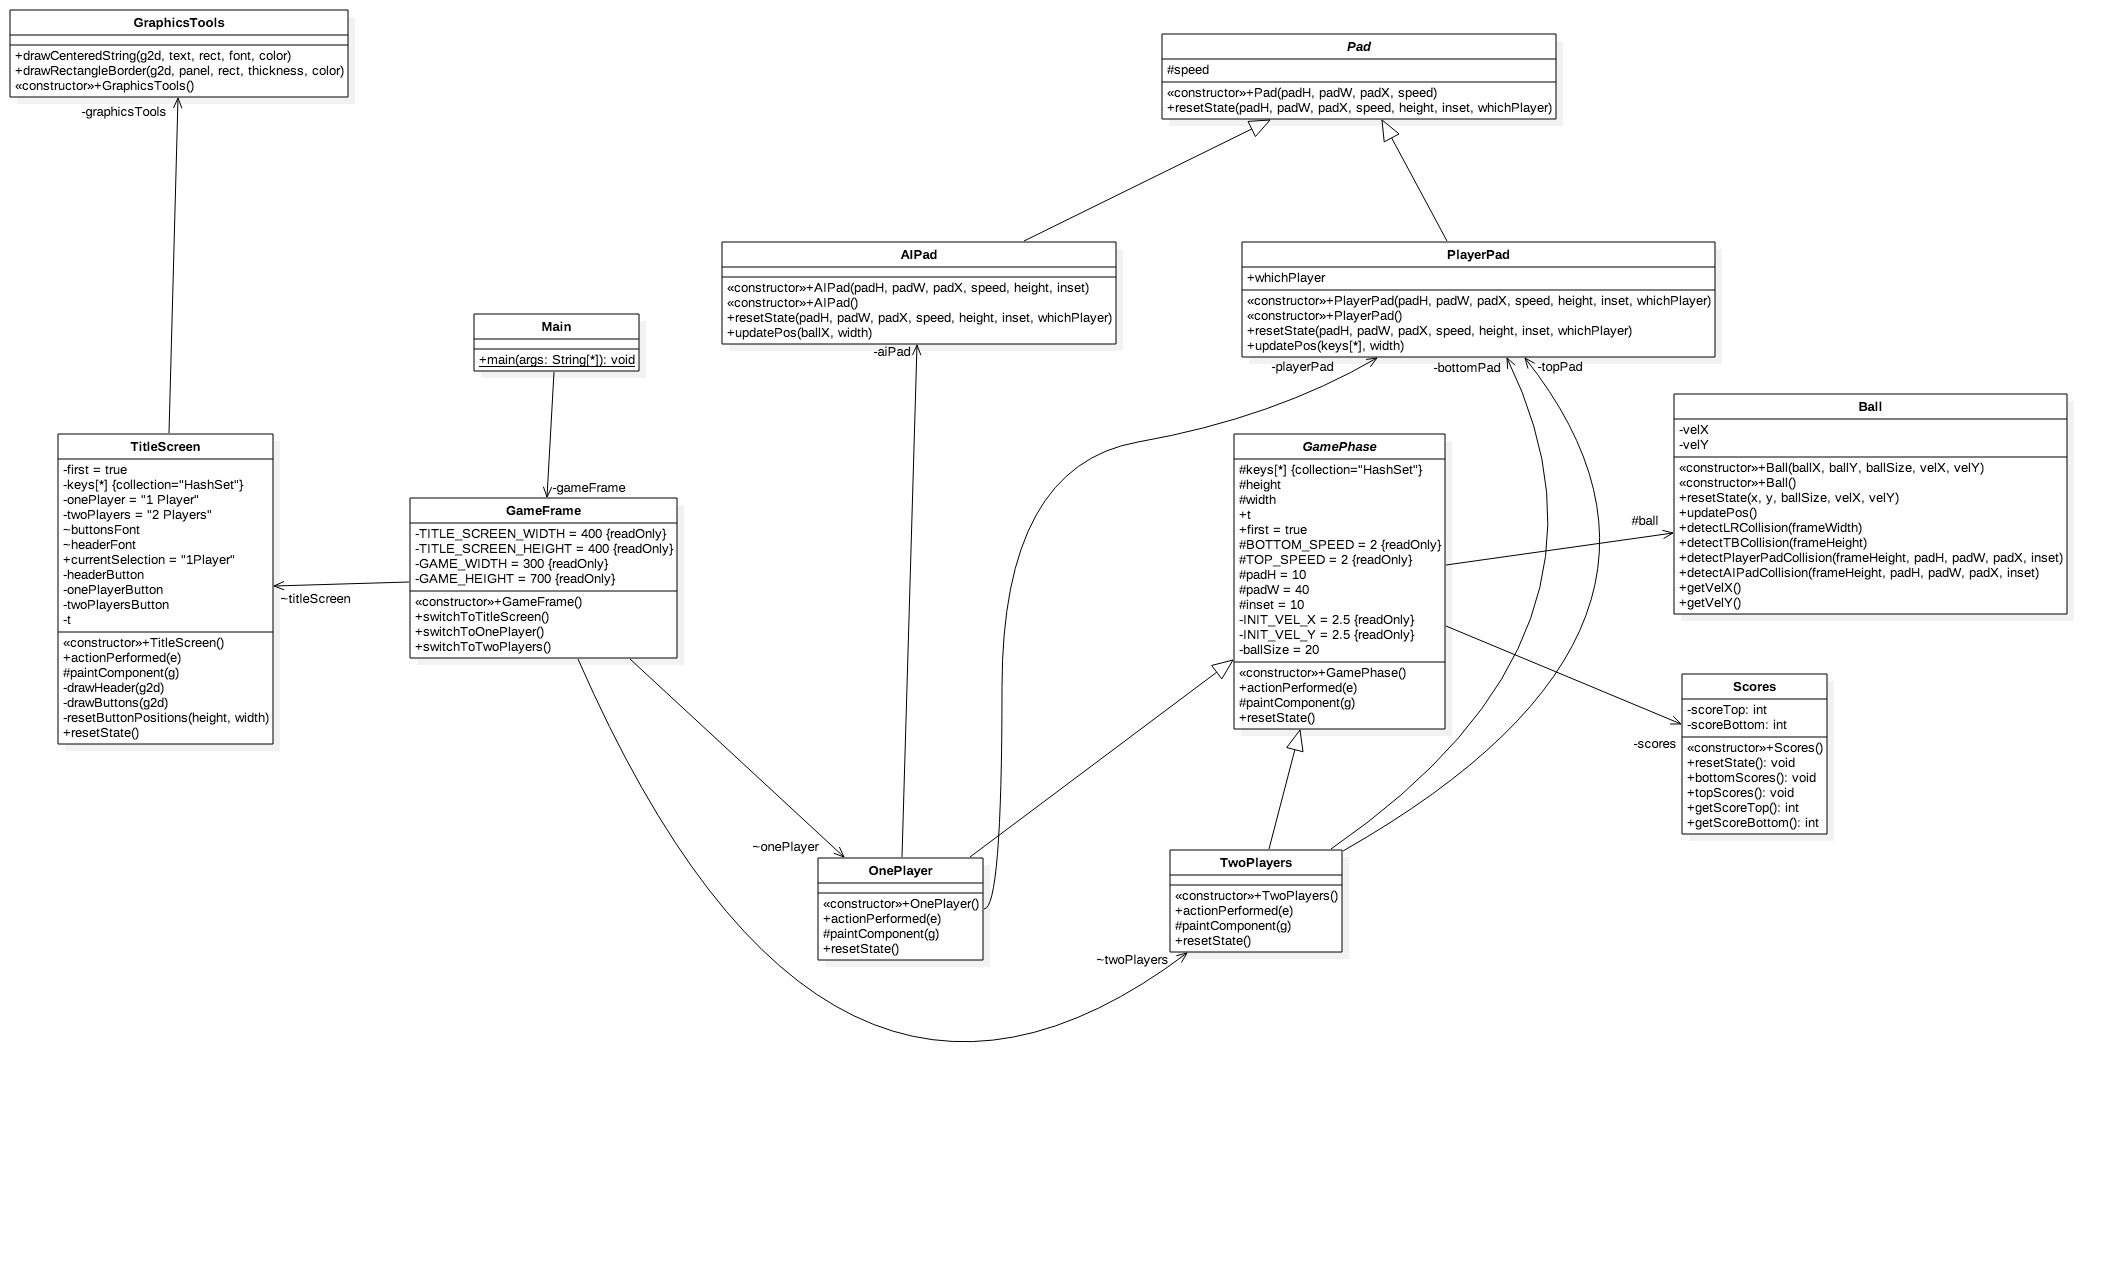 GraphicsTools
+drawCenteredString(g2d, text, rect, font, color)
+drawRectangleBorder(g2d, panel, rect, thickness, color)
«constructor»+GraphicsTools()
-graphicsTools
Pad
#speed
«constructor»+Pad(padH, padW, padX, speed)
+resetState(padH, padW, padX, speed, height, inset, whichPlayer)
AIPad
«constructor»+AIPad(padH, padW, padX, speed, height, inset)
«constructor»+AIPad()
+resetState(padH, padW, padX, speed, height, inset, whichPlayer)
+updatePos(ballX, width)
-aiPad
PlayerPad
+whichPlayer
«constructor»+PlayerPad(padH, padW, padX, speed, height, inset, whichPlayer)
«constructor»+PlayerPad()
+resetState(padH, padW, padX, speed, height, inset, whichPlayer)
+updatePos(keys[*], width)
-playerPad
-bottomPad
-topPad
Main
+main(args: String[*]): void
-gameFrame
TitleScreen
-first = true
-keys[*] {collection="HashSet"}
-onePlayer = "1 Player"
-twoPlayers = "2 Players"
~buttonsFont
~headerFont
+currentSelection = "1Player"
-headerButton
-onePlayerButton
-twoPlayersButton
-t
«constructor»+TitleScreen()
+actionPerformed(e)
#paintComponent(g)
-drawHeader(g2d)
-drawButtons(g2d)
-resetButtonPositions(height, width)
+resetState()
~titleScreen
GameFrame
-TITLE_SCREEN_WIDTH = 400 {readOnly}
-TITLE_SCREEN_HEIGHT = 400 {readOnly}
-GAME_WIDTH = 300 {readOnly}
-GAME_HEIGHT = 700 {readOnly}
«constructor»+GameFrame()
+switchToTitleScreen()
+switchToOnePlayer()
+switchToTwoPlayers()
GamePhase
#keys[*] {collection="HashSet"}
#height
#width
+t
+first = true
#BOTTOM_SPEED = 2 {readOnly}
#TOP_SPEED = 2 {readOnly}
#padH = 10
#padW = 40
#inset = 10
-INIT_VEL_X = 2.5 {readOnly}
-INIT_VEL_Y = 2.5 {readOnly}
-ballSize = 20
«constructor»+GamePhase()
+actionPerformed(e)
#paintComponent(g)
+resetState()
Ball
-velX
-velY
«constructor»+Ball(ballX, ballY, ballSize, velX, velY)
«constructor»+Ball()
+resetState(x, y, ballSize, velX, velY)
+updatePos()
+detectLRCollision(frameWidth)
+detectTBCollision(frameHeight)
+detectPlayerPadCollision(frameHeight, padH, padW, padX, inset)
+detectAIPadCollision(frameHeight, padH, padW, padX, inset)
+getVelX()
+getVelY()
#ball
Scores
-scoreTop: int
-scoreBottom: int
«constructor»+Scores()
+resetState(): void
+bottomScores(): void
+topScores(): void
+getScoreTop(): int
+getScoreBottom(): int
-scores
~onePlayer
OnePlayer
«constructor»+OnePlayer()
+actionPerformed(e)
#paintComponent(g)
+resetState()
TwoPlayers
«constructor»+TwoPlayers()
+actionPerformed(e)
#paintComponent(g)
+resetState()
~twoPlayers